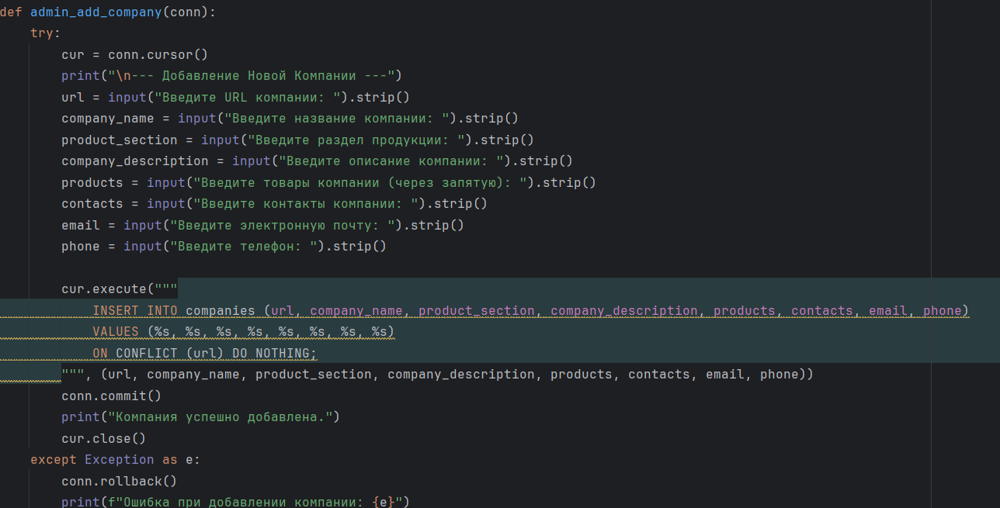 def admin_add_company(conn):
    try:
        cur = conn.cursor()
        print("\n--- Добавление Новой Компании ---")
        url = input("Введите URL компании: ").strip()
        company_name = input("Введите название компании: ").strip()
        product_section = input("Введите раздел продукции: ").strip()
        company_description = input("Введите описание компании: ").strip()
        products = input("Введите товары компании (через запятую): ").strip()
        contacts = input("Введите контакты компании: ").strip()
        email = input("Введите электронную почту: ").strip()
        phone = input("Введите телефон: ").strip()

        cur.execute("""
            INSERT INTO companies (url, company_name, product_section, company_description, products, contacts, email, phone)
            VALUES (%s, %s, %s, %s, %s, %s, %s, %s)
            ON CONFLICT (url) DO NOTHING;
        """, (url, company_name, product_section, company_description, products, contacts, email, phone))
        conn.commit()
        print("Компания успешно добавлена.")
        cur.close()
    except Exception as e:
        conn.rollback()
        print(f"Ошибка при добавлении компании: {e}")